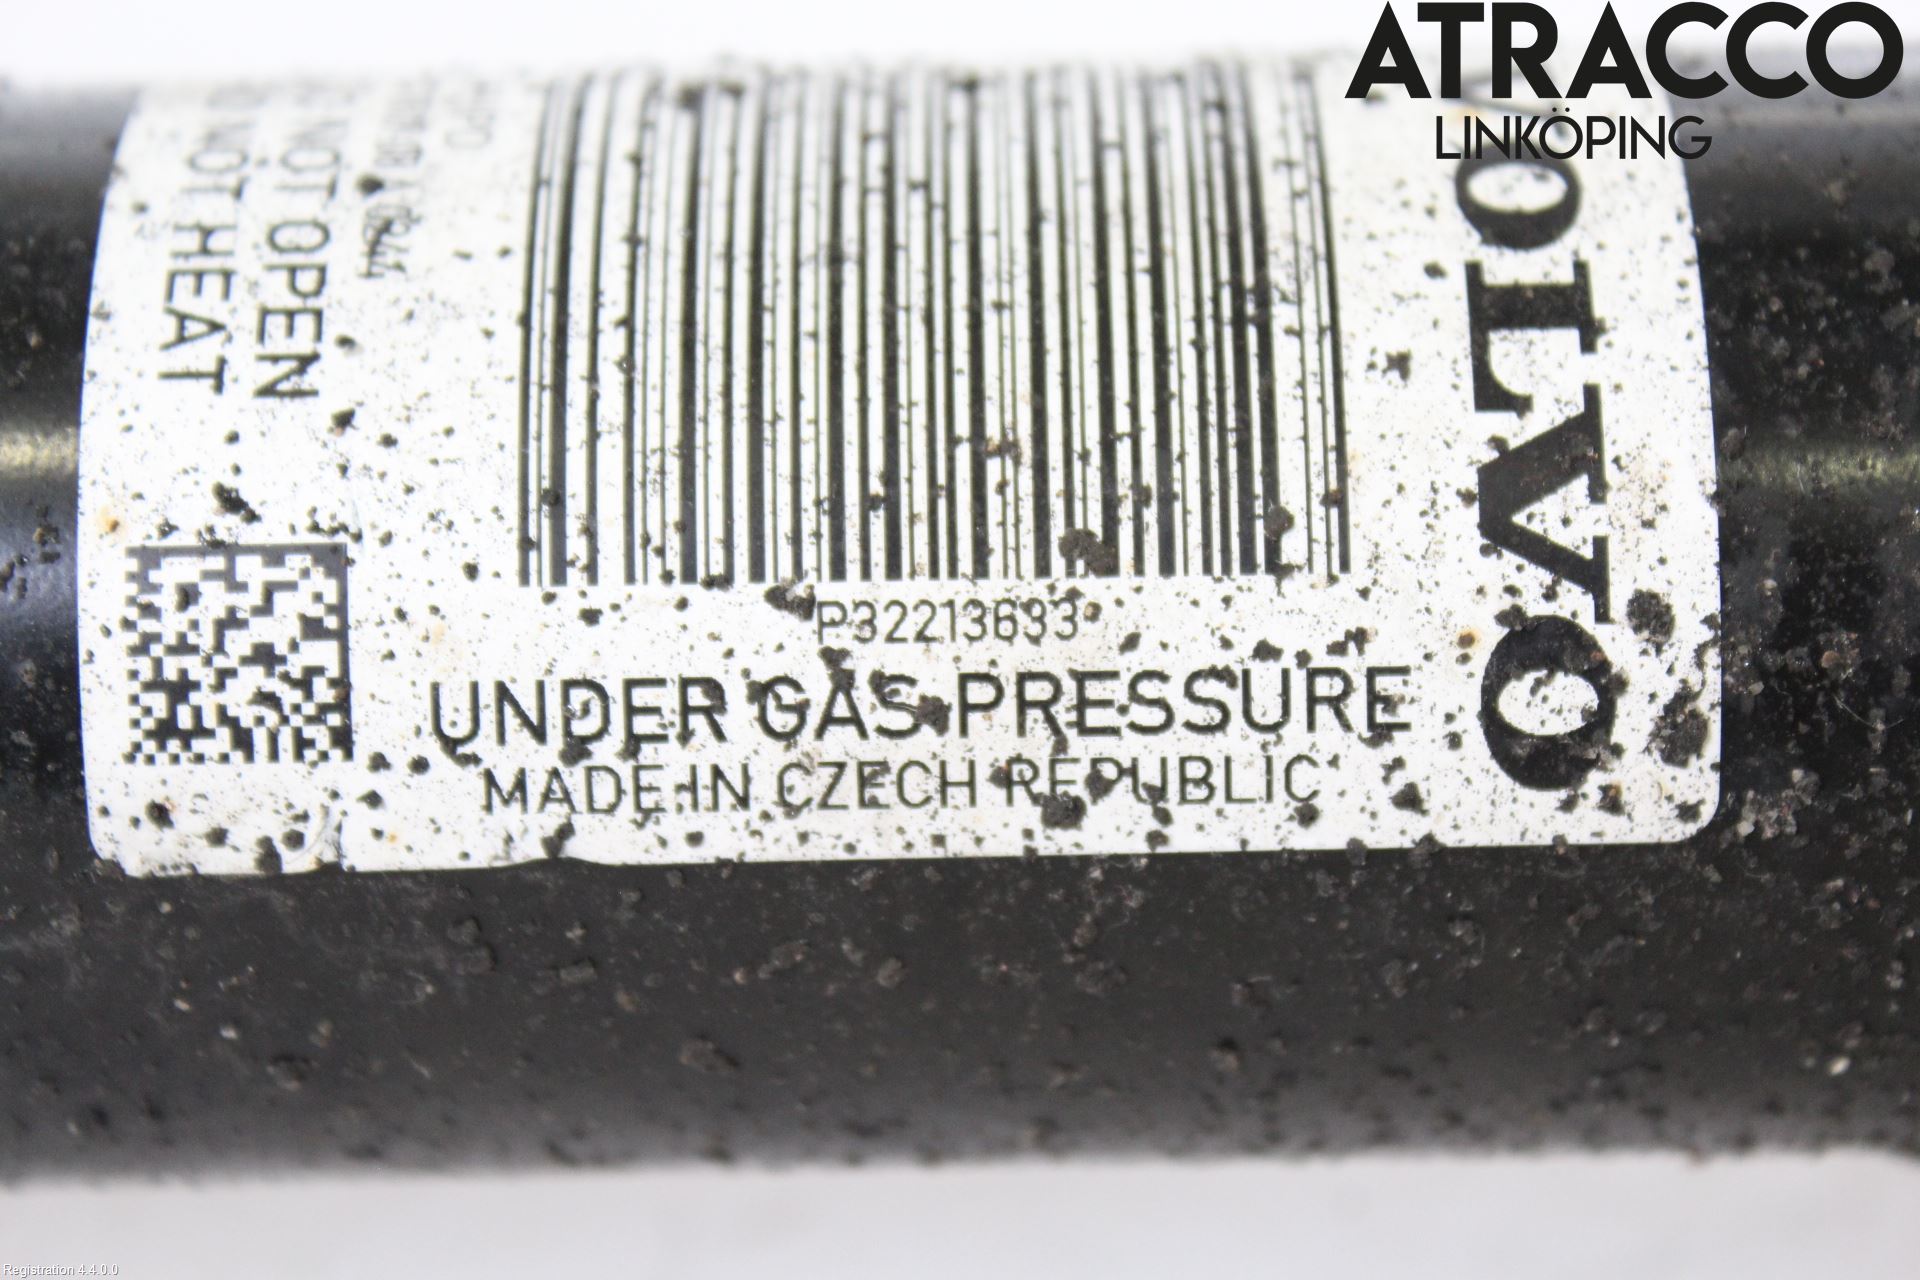 ATRACCO
LINKÖPING
VOLVO
NOT OPEN
NOT HEAT
P32213633
UNDER GAS PRESSURE
MADE IN CZECH REPUBLIC
Registration 4.4.0.0